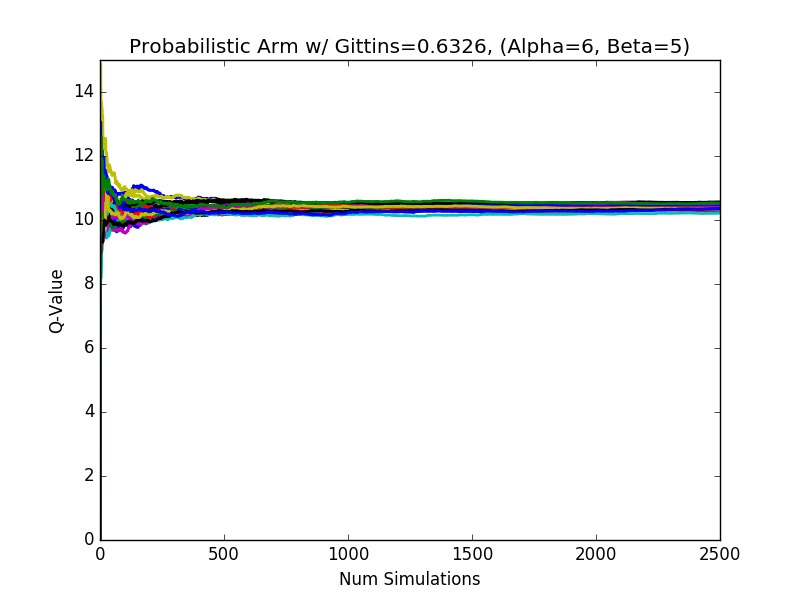 Probabilistic Arm w/ Gittins=0.6326, (Alpha=6, Beta=5)
14
12
10
8
6
4
2
0
Q-Value
0 500 1000 1500 2000 2500
Num Simulations